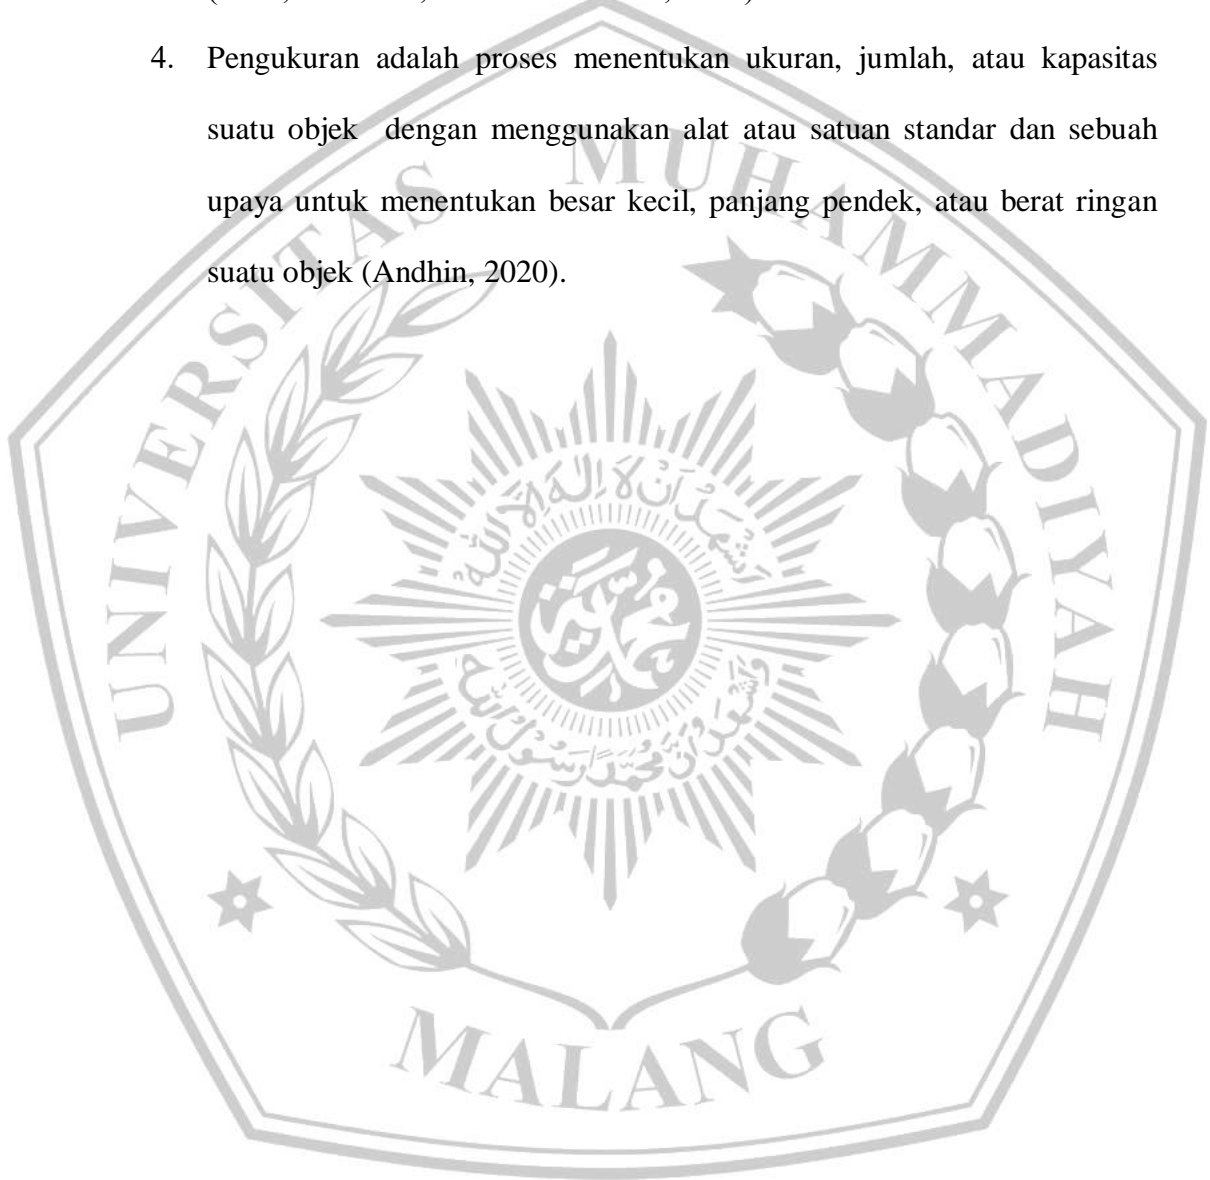 4. Pengukuran adalah proses menentukan ukuran, jumlah, atau kapasitas
suatu objek dengan menggunakan alat atau satuan standar dan sebuah
upaya untuk menentukan besar kecil, panjang pendek, atau berat ringan
suatu objek (Andhin, 2020).
UNIVERSITAS MUHAMMADIYAH
MALANG